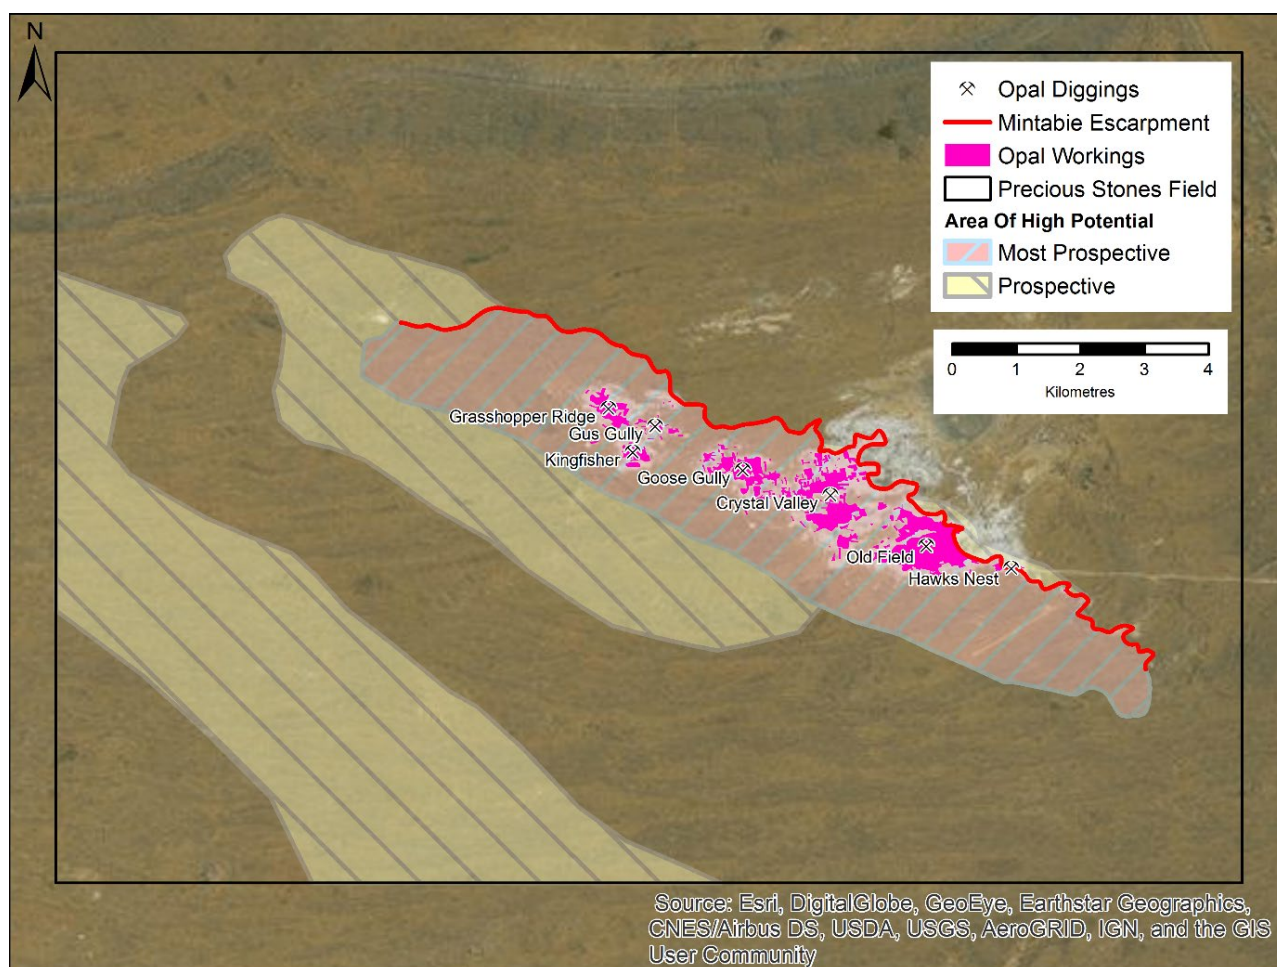 N
Opal Diggings
Mintabie Escarpment
Opal Workings
Precious Stones Field
Area Of High Potential
Most Prospective
Prospective
0 1 2 3 4
Kilometres
Grasshopper Ridge
Gus Gully
Kingfisher
Goose Gully
Crystal Valley
Old Field
Hawks Nest
Source: Esri, DigitalGlobe, GeoEye, Earthstar Geographics,
CNES/Airbus DS, USDA, USGS, AeroGRID, IGN, and the GIS
User Community